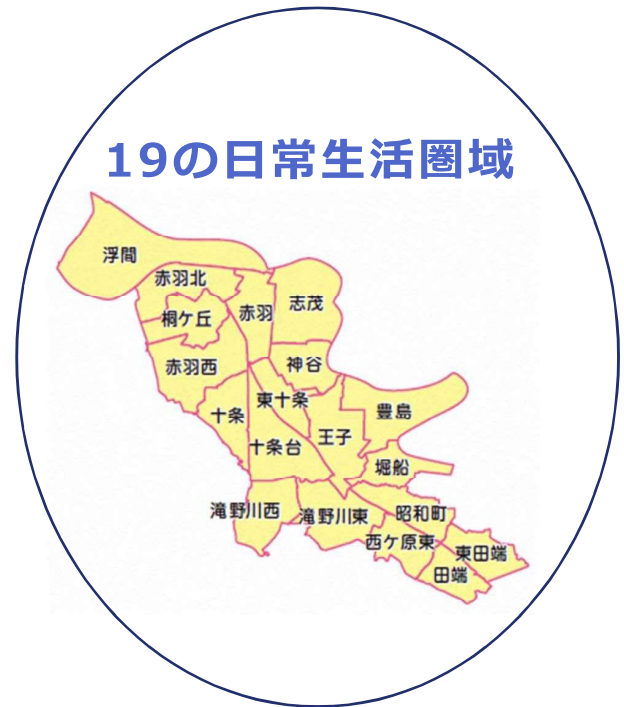 19の日常生活圏域
浮間
赤羽北
桐ケ丘
赤羽
志茂
赤羽西
神谷
東十条
十条
豊島
王子
十条台
堀船
滝野川西
滝野川東
昭和町
西ケ原東
東田端
田端